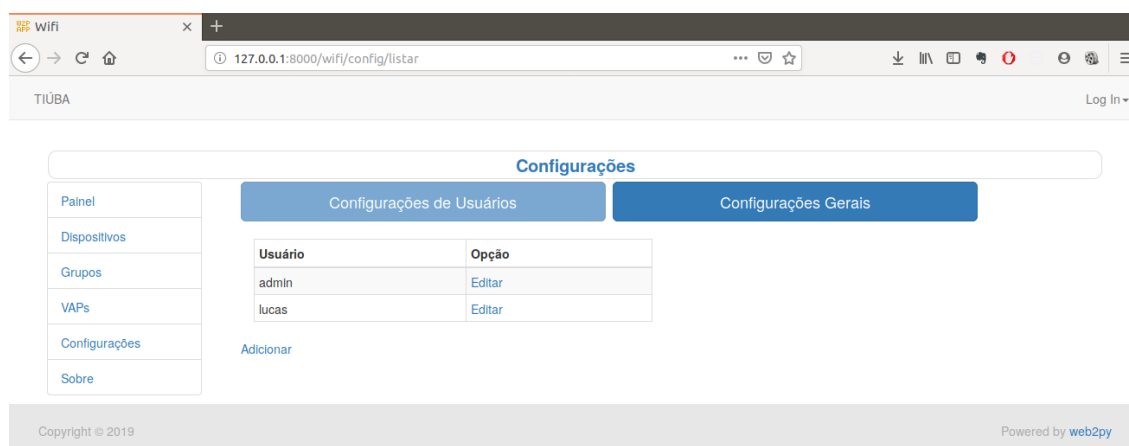 Wifi
127.0.0.1:8000/wifi/config/listar
TIÚBA Log In
Configurações
Configurações de Usuários Configurações Gerais
Painel
Dispositivos
Grupos
VAPs
Configurações
Sobre
Usuário Opção
admin Editar
lucas Editar
Adicionar
Copyright © 2019 Powered by web2py